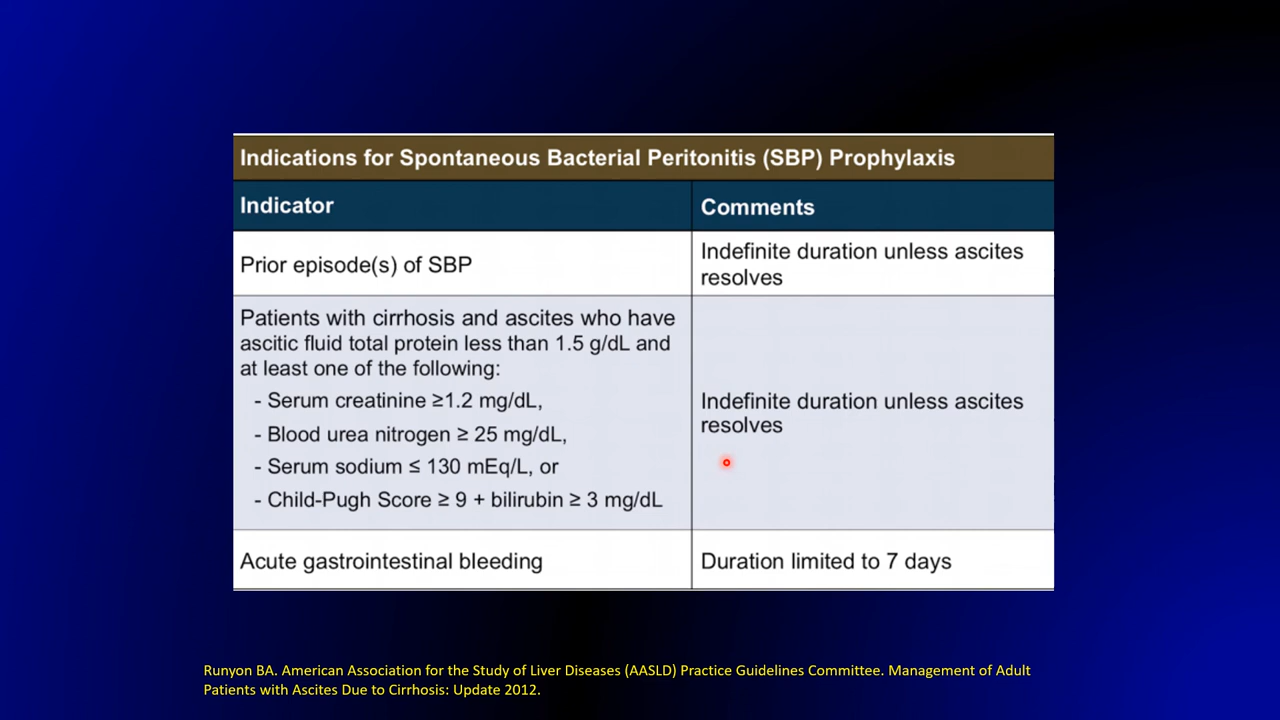 Indications for Spontaneous Bacterial Peritonitis (SBP) Prophylaxis
Indicator
Comments
Prior episode(s) of SBP
Indefinite duration unless ascites
resolves
Patients with cirrhosis and ascites who have
ascitic fluid total protein less than 1.5 g/dL and
at least one of the following:
- Serum creatinine ≥1.2 mg/dL,
- Blood urea nitrogen ≥ 25 mg/dL,
- Serum sodium ≤ 130 mEq/L, or
- Child-Pugh Score ≥ 9 + bilirubin ≥ 3 mg/dL
Indefinite duration unless ascites
resolves
Acute gastrointestinal bleeding
Duration limited to 7 days
Runyon BA. American Association for the Study of Liver Diseases (AASLD) Practice Guidelines Committee. Management of Adult
Patients with Ascites Due to Cirrhosis: Update 2012.